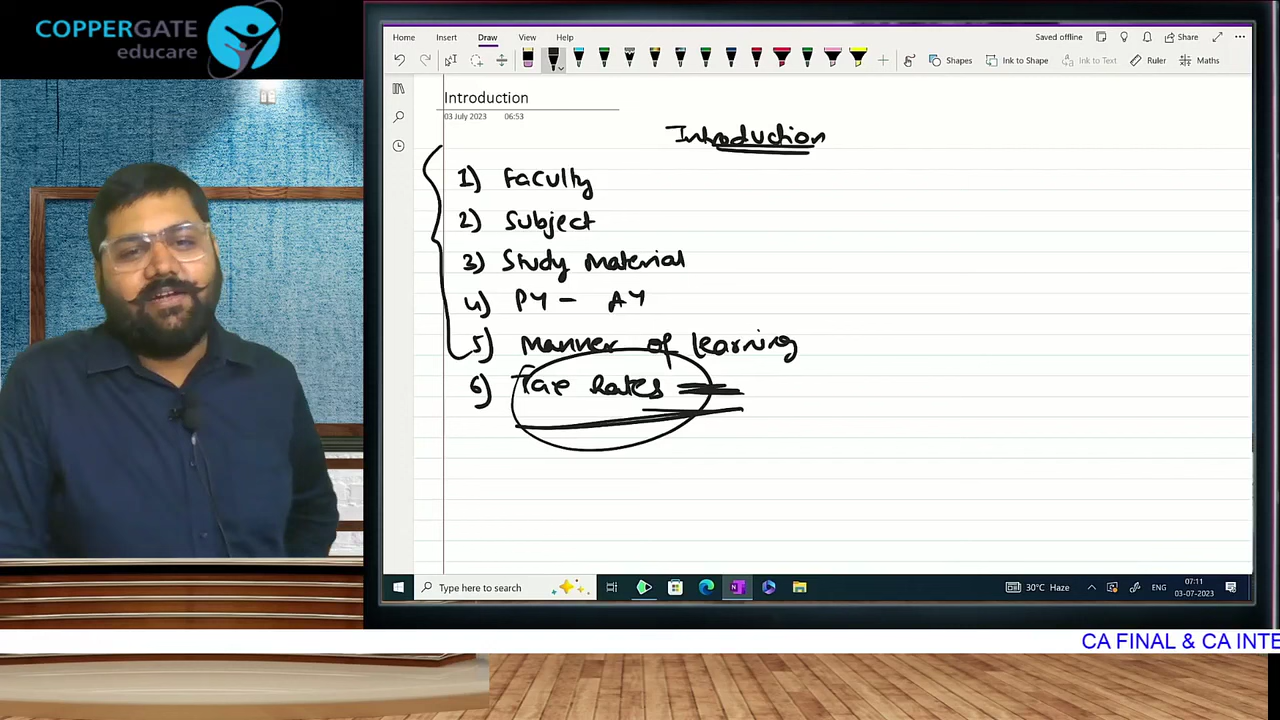 COPPERGATE
educare
Home Insert Draw View Help
Saved offline
Share
Shapes
Ink to Shape
Ink to Text
Ruler
Maths
Introduction
03 July 2023 06:53
Introduction
1) Faculty
2) Subject
3) Study Material
4) PY - AY
5) Manner of learning
6) Tax Rates
Type here to search
30°C Haze
ENG
07:11
03-07-2023
CA FINAL & CA INTE